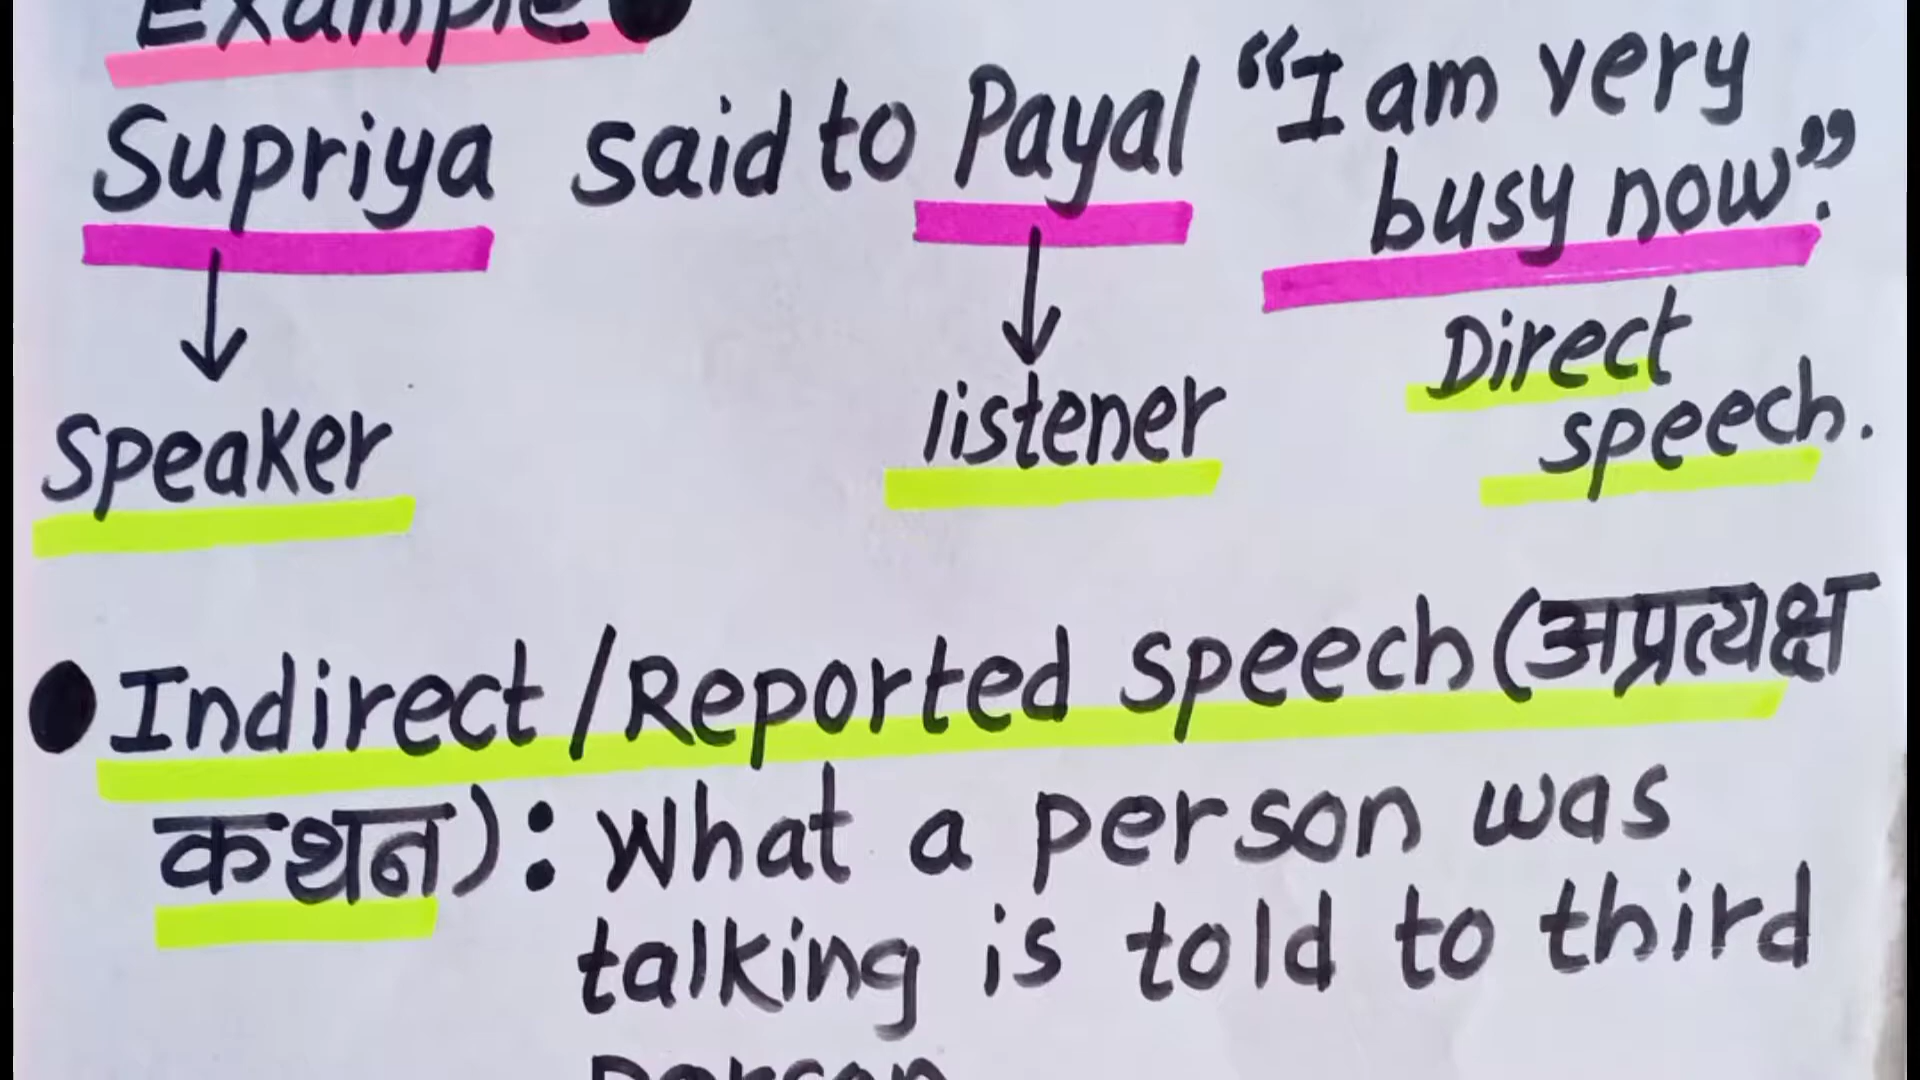 Example
Supriya said to Payal “I am very
busy now”.
Speaker
listener
Direct
speech.
Indirect/Reported speech (अप्रत्यक्ष
कथन): What a person was
talking is told to third
person